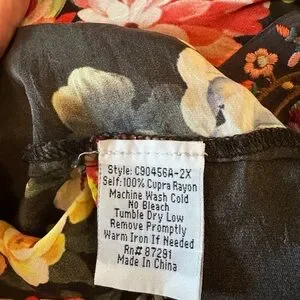 Style: C90456A-2X
Self: 100% Cupra Rayon
Machine Wash Cold
No Bleach
Tumble Dry Low
Remove Promptly
Warm Iron If Needed
Rn# 87291
Made In China